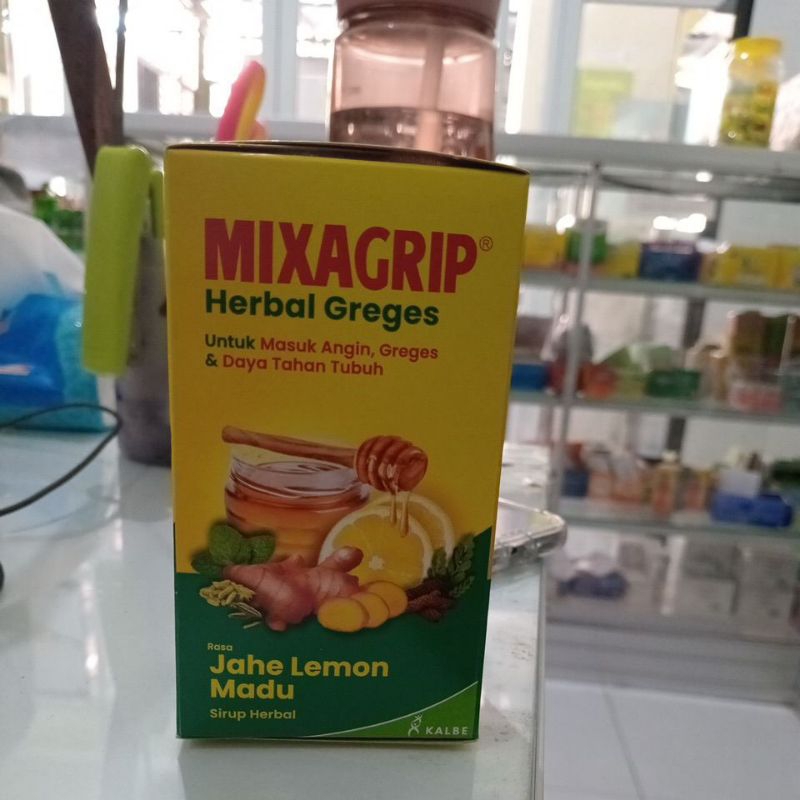 MIXAGRIP®
Herbal Greges
Untuk Masuk Angin, Greges
& Daya Tahan Tubuh
Rasa
Jahe Lemon
Madu
Sirup Herbal
KALBE